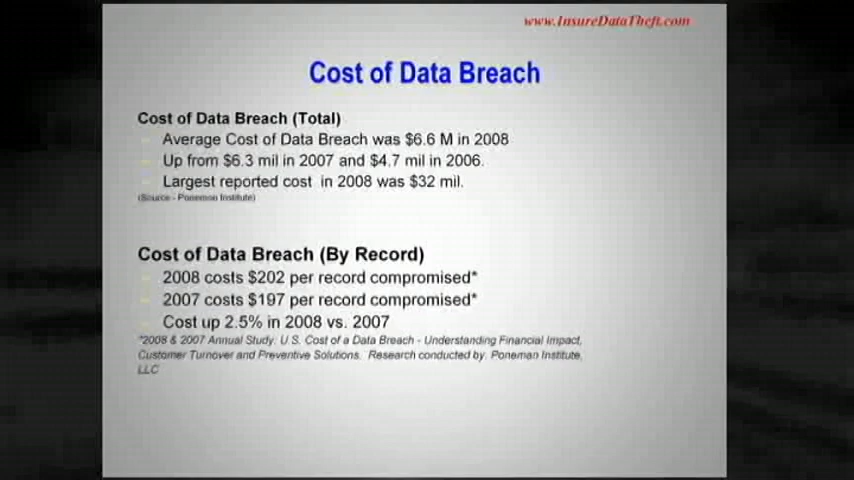 www.InsureDataTheft.com
Cost of Data Breach
Cost of Data Breach (Total)
– Average Cost of Data Breach was $6.6 M in 2008
– Up from $6.3 mil in 2007 and $4.7 mil in 2006.
– Largest reported cost in 2008 was $32 mil.
(Source - Ponemon Institute)
Cost of Data Breach (By Record)
– 2008 costs $202 per record compromised*
– 2007 costs $197 per record compromised*
– Cost up 2.5% in 2008 vs. 2007
*2008 & 2007 Annual Study: U.S. Cost of a Data Breach - Understanding Financial Impact,
Customer Turnover and Preventive Solutions. Research conducted by. Poneman Institute,
LLC